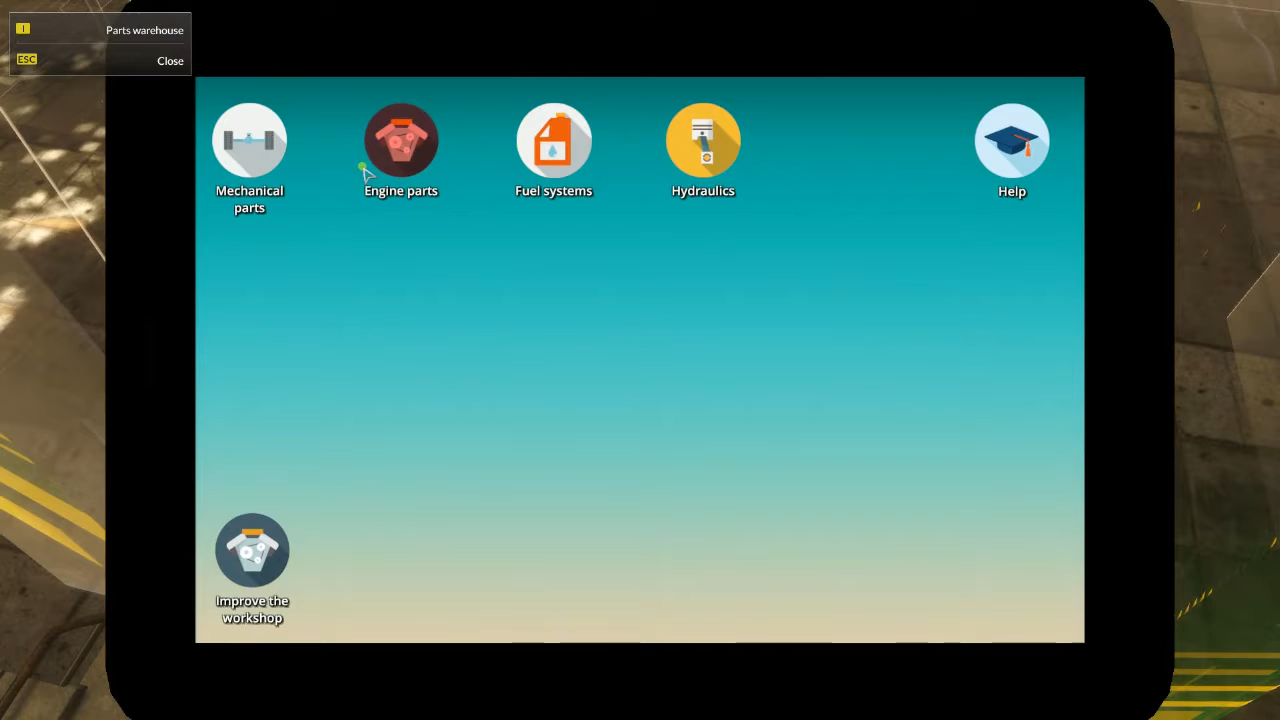 I Parts warehouse
ESC Close
Mechanical
parts
Engine parts
Fuel systems
Hydraulics
Help
Improve the
workshop